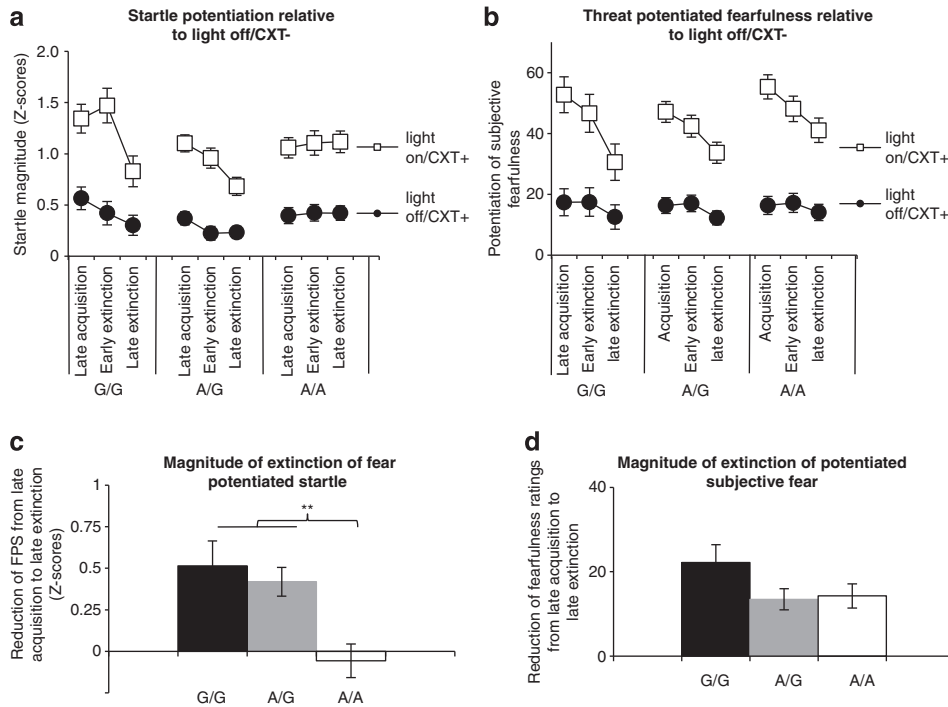 a
Startle potentiation relative
to light off/CXT-
Startle magnitude (Z-scores)
2.0
1.5
1.0
0.5
0
light
on/CXT+
light
off/CXT+
Late acquisition
Early extinction
Late extinction
Late acquisition
Early extinction
Late extinction
Late acquisition
Early extinction
Late extinction
G/G
A/G
A/A
b
Threat potentiated fearfulness relative
to light off/CXT-
Potentiation of subjective
fearfulness
60
40
20
0
light
on/CXT+
light
off/CXT+
Late acquisition
Early extinction
late extinction
Acquisition
Early extinction
late extinction
Acquisition
Early extinction
late extinction
G/G
A/G
A/A
c
Magnitude of extinction of fear
potentiated startle
Reduction of FPS from late
acquisition to late extinction
(Z-scores)
1
0.75
0.5
0.25
0
**
G/G
A/G
A/A
d
Magnitude of extinction of potentiated
subjective fear
Reduction of fearfulness ratings
from late acquisition to
late extinction
40
20
0
G/G
A/G
A/A